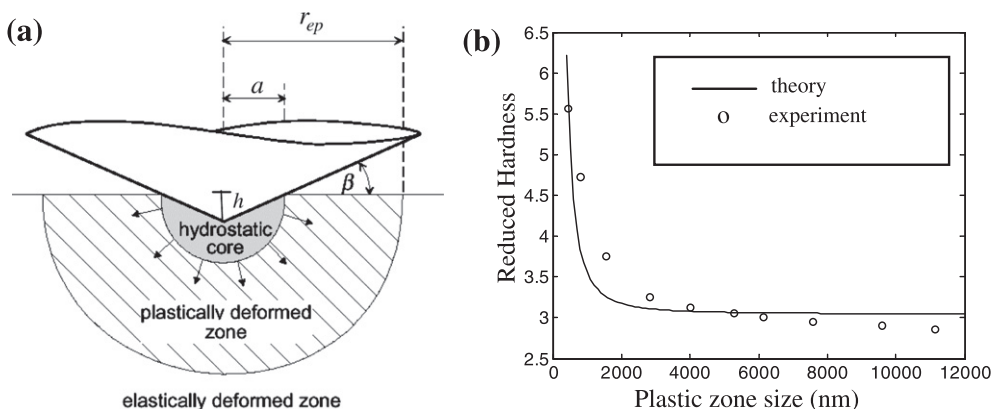 (a)
r_ep
a
β
h
hydrostatic
core
plastically deformed
zone
elastically deformed zone
(b)
Reduced Hardness
6.5
6
5.5
5
4.5
4
3.5
3
2.5
theory
experiment
0
2000
4000
6000
8000
10000
12000
Plastic zone size (nm)